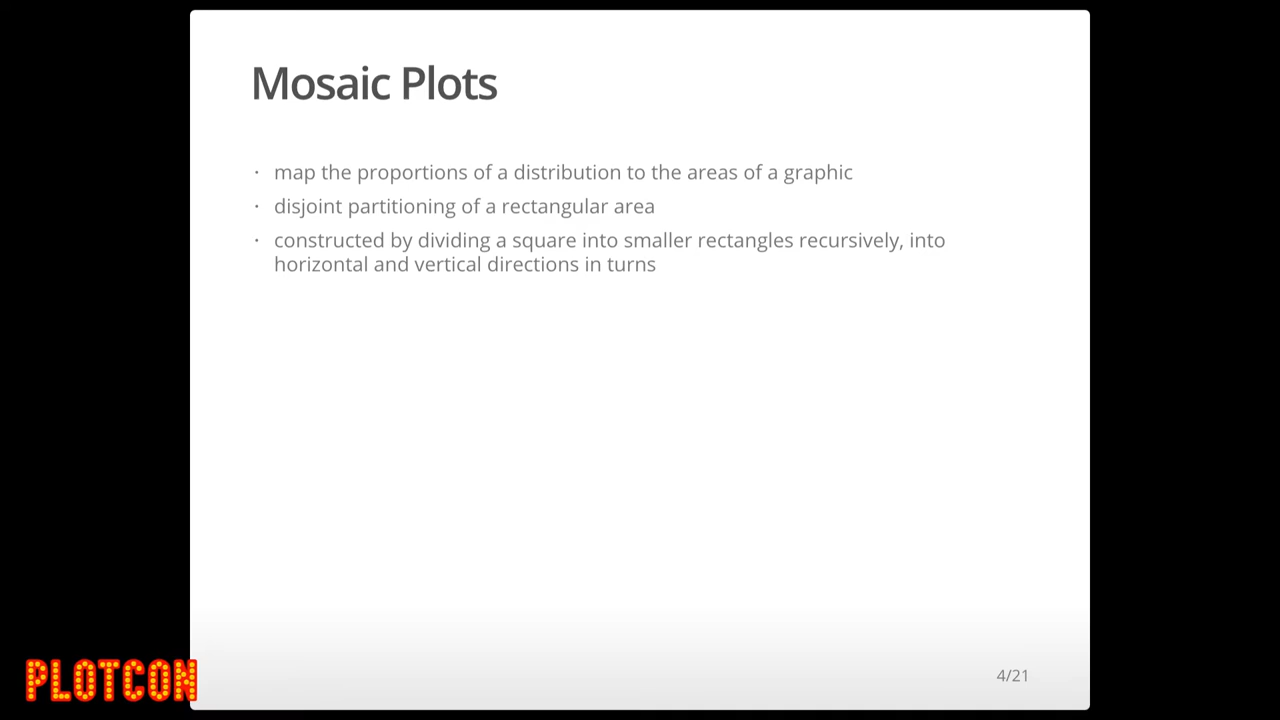 Mosaic Plots
· map the proportions of a distribution to the areas of a graphic
· disjoint partitioning of a rectangular area
· constructed by dividing a square into smaller rectangles recursively, into
horizontal and vertical directions in turns
PLOTCON
4/21